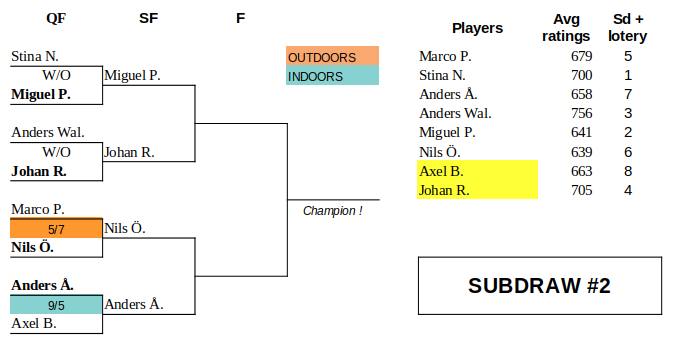 QF SF F
Stina N.
W/O
Miguel P.
Miguel P.
Anders Wal.
W/O
Johan R.
Johan R.
Marco P.
5/7
Nils Ö.
Nils Ö.
Anders Å.
9/5
Anders Å.
Axel B.
Champion !
OUTDOORS
INDOORS
Players Avg ratings Sd + lotery
Marco P. 679 5
Stina N. 700 1
Anders Å. 658 7
Anders Wal. 756 3
Miguel P. 641 2
Nils Ö. 639 6
Axel B. 663 8
Johan R. 705 4
SUBDRAW #2